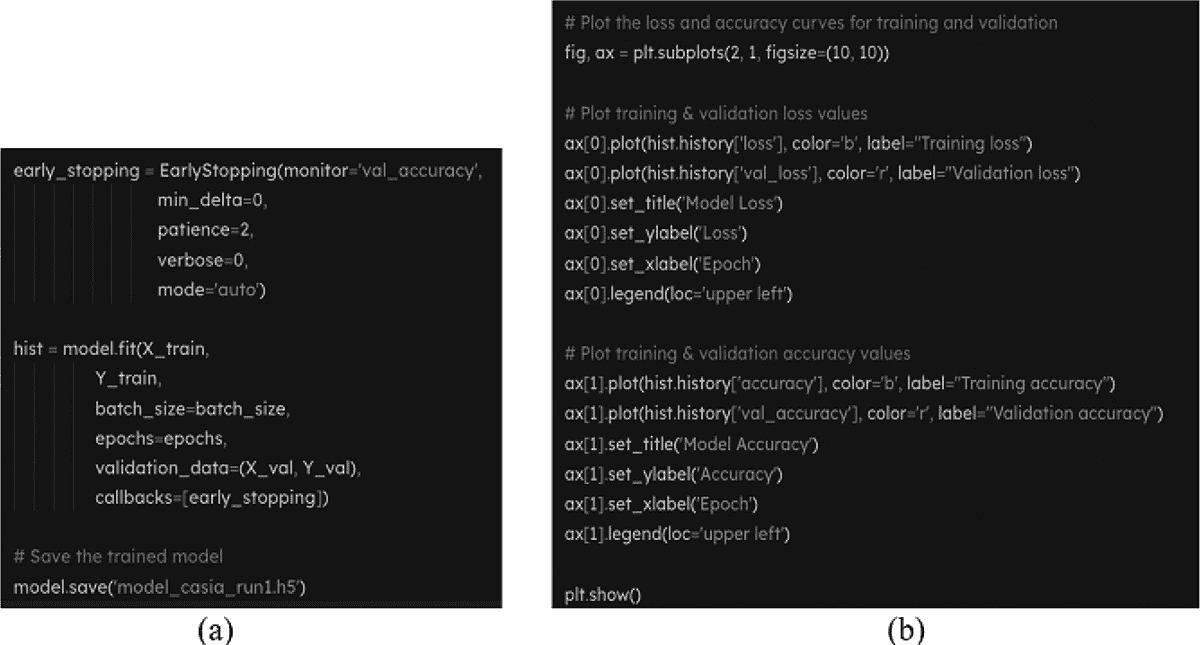 early_stopping = EarlyStopping(monitor='val_accuracy',
min_delta=0,
patience=2,
verbose=0,
mode='auto')
hist = model.fit(X_train,
Y_train,
batch_size=batch_size,
epochs=epochs,
validation_data=(X_val, Y_val),
callbacks=[early_stopping])
# Save the trained model
model.save('model_casia_run1.h5')
(a)
# Plot the loss and accuracy curves for training and validation
fig, ax = plt.subplots(2, 1, figsize=(10, 10))
# Plot training & validation loss values
ax[0].plot(hist.history['loss'], color='b', label="Training loss")
ax[0].plot(hist.history['val_loss'], color='r', label="Validation loss")
ax[0].set_title('Model Loss')
ax[0].set_ylabel('Loss')
ax[0].set_xlabel('Epoch')
ax[0].legend(loc='upper left')
# Plot training & validation accuracy values
ax[1].plot(hist.history['accuracy'], color='b', label="Training accuracy")
ax[1].plot(hist.history['val_accuracy'], color='r', label="Validation accuracy")
ax[1].set_title('Model Accuracy')
ax[1].set_ylabel('Accuracy')
ax[1].set_xlabel('Epoch')
ax[1].legend(loc='upper left')
plt.show()
(b)